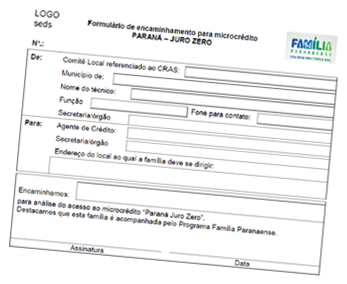 LOGO
seds
Formulário de encaminhamento para microcrédito
PARANÁ – JURO ZERO
FAMÍLIA
PARANAENSE
Nº.:
De:
Comitê Local referenciado ao CRAS:
Município de:
Nome do técnico:
Função
Fone para contato:
Secretaria/órgão
Para:
Agente de Crédito:
Secretaria/órgão
Endereço do local ao qual a família deve se dirigir:
Encaminhamos:
para análise do acesso ao microcrédito "Paraná Juro Zero".
Destacamos que esta família é acompanhada pelo Programa Família Paranaense.
Assinatura
Data